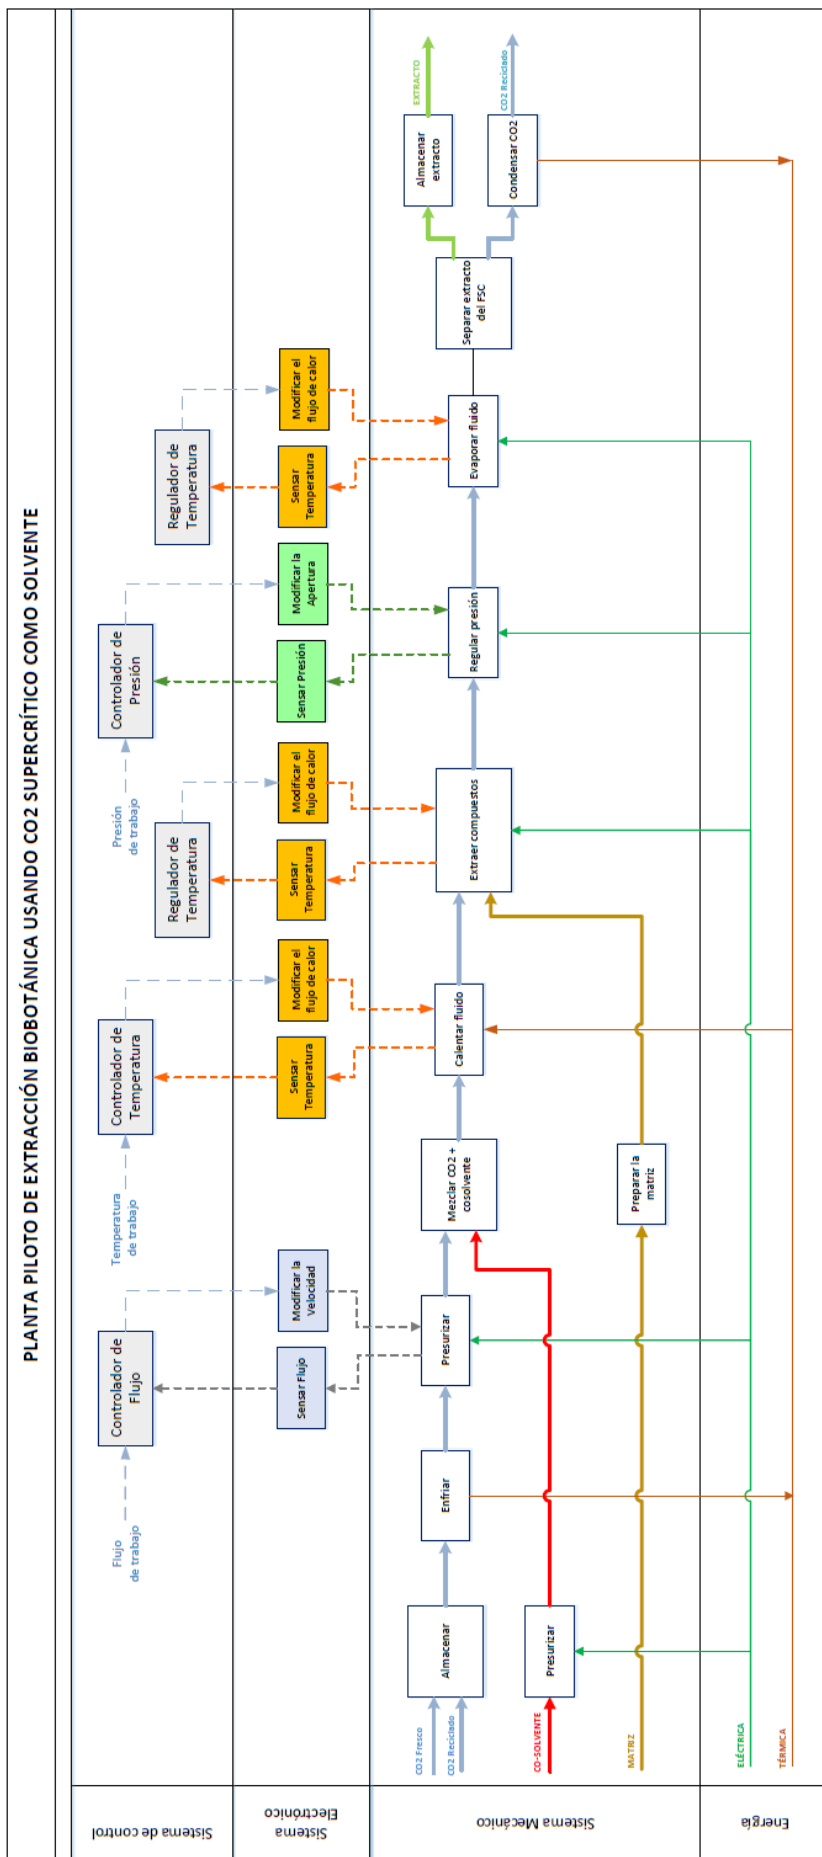 PLANTA PILOTO DE EXTRACCIÓN BIOBOTÁNICA USANDO CO2 SUPERCRÍTICO COMO SOLVENTE
Sistema de control
Flujo
de trabajo
Controlador de
Flujo
Temperatura
de trabajo
Controlador de
Temperatura
Regulador de
Temperatura
Presión
de trabajo
Controlador de
Presión
Regulador de
Temperatura
Sistema
Electrónico
Sensar Flujo
Modificar la
Velocidad
Sensar
Temperatura
Modificar el
flujo de calor
Sensar
Temperatura
Modificar el
flujo de calor
Sensar Presión
Modificar la
Apertura
Sensar
Temperatura
Modificar el
flujo de calor
Sistema Mecánico
CO2 Fresco
CO2 Reciclado
Almacenar
Enfriar
Presurizar
Mezclar CO2 +
cosolvente
Calentar fluido
Extraer compuestos
Regular presión
Evaporar fluido
Separar extracto
del FSC
Almacenar
extracto
EXTRACTO
Condensar CO2
CO2 Reciclado
CO-SOLVENTE
Presurizar
MATRIZ
Preparar la
matriz
Energía
ELÉCTRICA
TÉRMICA